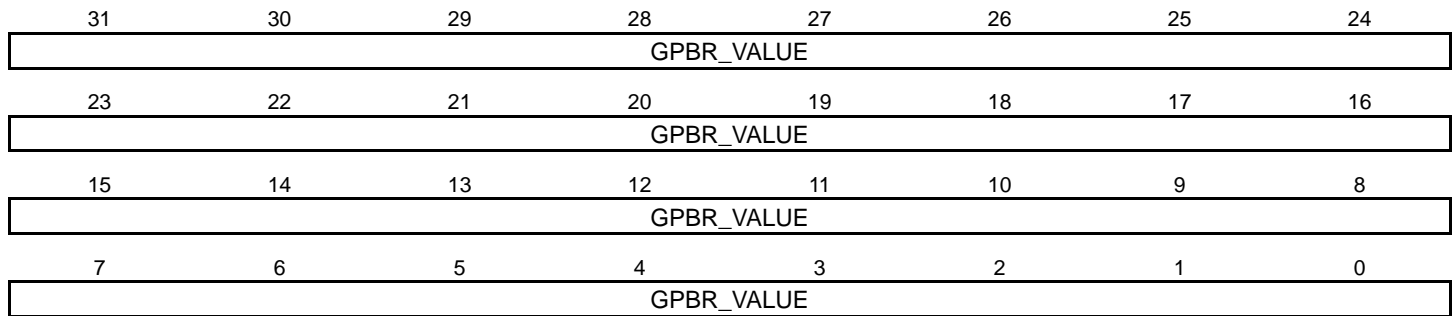 31 30 29 28 27 26 25 24
GPBR_VALUE
23 22 21 20 19 18 17 16
GPBR_VALUE
15 14 13 12 11 10 9 8
GPBR_VALUE
7 6 5 4 3 2 1 0
GPBR_VALUE